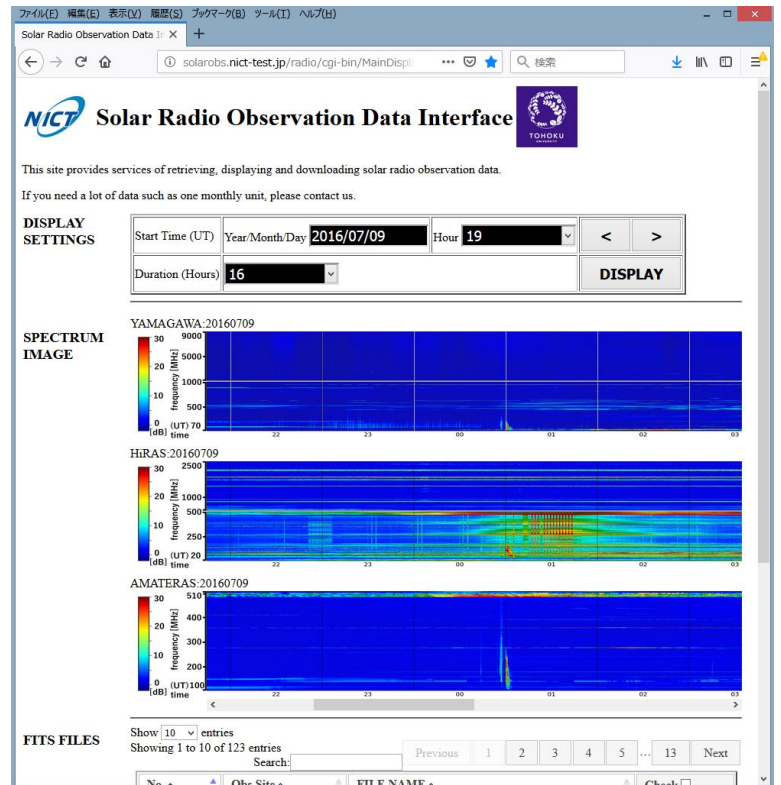 ファイル(F) 編集(E) 表示(V) 履歴(S) ブックマーク(B) ツール(T) ヘルプ(H)
Solar Radio Observation Data In
solarobs.nict-test.jp/radio/cgi-bin/MainDispl
検索
NICT Solar Radio Observation Data Interface
TOHOKU
UNIVERSITY
This site provides services of retrieving, displaying and downloading solar radio observation data.
If you need a lot of data such as one monthly unit, please contact us.
DISPLAY SETTINGS
Start Time (UT) Year/Month/Day 2016/07/09 Hour 19 < >
Duration (Hours) 16 DISPLAY
SPECTRUM IMAGE
YAMAGAWA:20160709
30 20 10 0 [dB]
frequency [MHz]
9000 5000 1000 500 (UT) 70
time 22 23 00 01 02 03
HiRAS:20160709
30 20 10 0 [dB]
frequency [MHz]
2500 1000 500 250 (UT) 20
time 22 23 00 01 02 03
AMATERAS:20160709
30 20 10 0 [dB]
frequency [MHz]
510 400 300 200 (UT)100
time 22 23 00 01 02 03
FITS FILES
Show 10 entries
Showing 1 to 10 of 123 entries
Search:
Previous 1 2 3 4 5 ... 13 Next
No. Obs Site FILE NAME Check